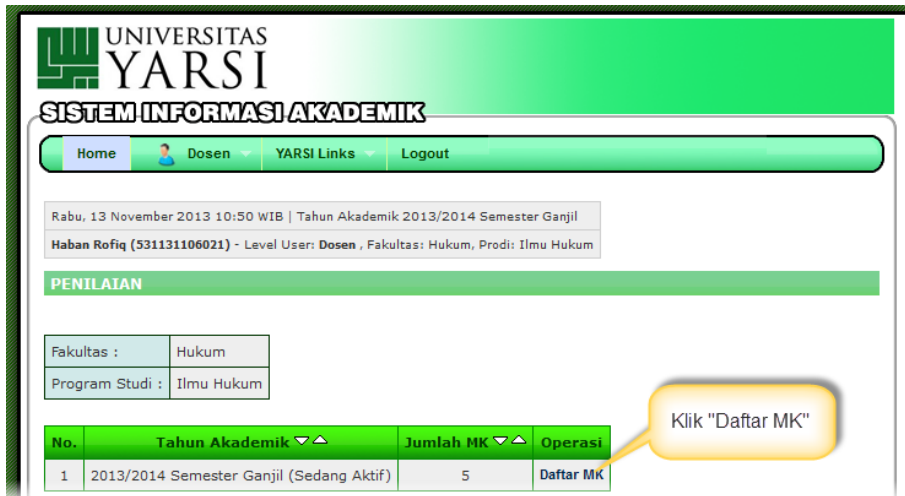 UNIVERSITAS
YARSI
SISTEM INFORMASI AKADEMIK
Home Dosen YARSI Links Logout
Rabu, 13 November 2013 10:50 WIB | Tahun Akademik 2013/2014 Semester Ganjil
Haban Rofiq (531131106021) - Level User: Dosen , Fakultas: Hukum, Prodi: Ilmu Hukum
PENILAIAN
Fakultas : Hukum
Program Studi : Ilmu Hukum
Klik "Daftar MK"
No. Tahun Akademik Jumlah MK Operasi
1 2013/2014 Semester Ganjil (Sedang Aktif) 5 Daftar MK